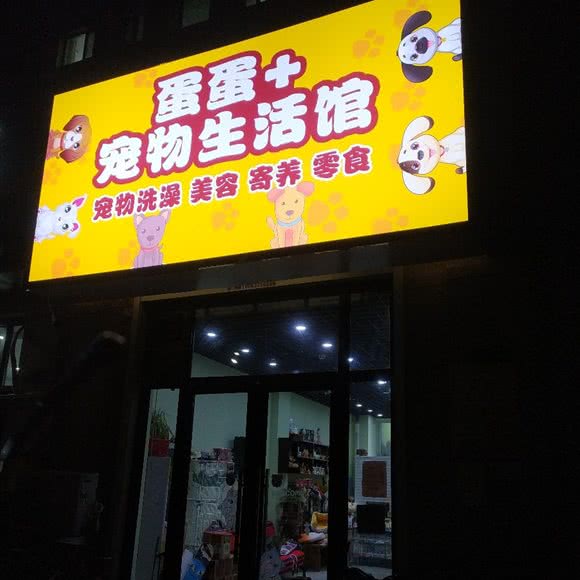 蛋蛋+
宠物生活馆
宠物洗澡 美容 寄养 零食